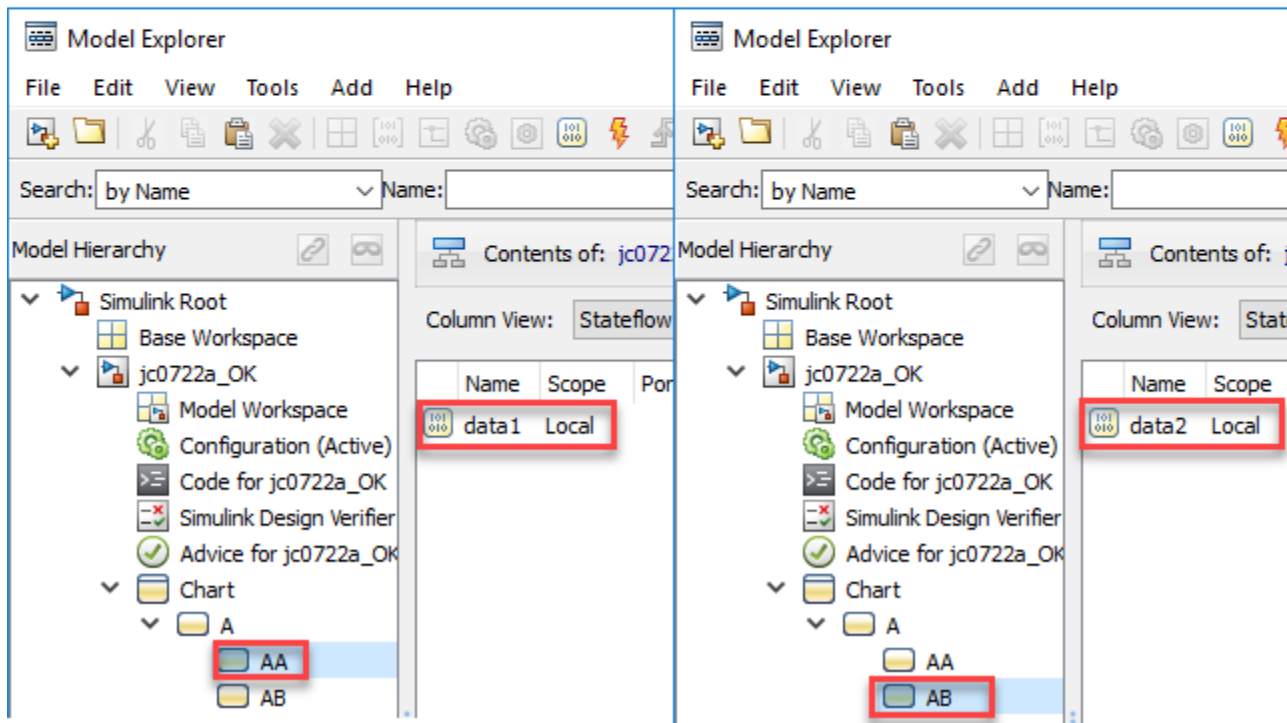 Model Explorer
File Edit View Tools Add Help
Search: by Name Name:
Model Hierarchy
Contents of: jc072
Simulink Root
Column View: Stateflow
Base Workspace
jc0722a_OK
Name Scope Por
Model Workspace
data1 Local
Configuration (Active)
Code for jc0722a_OK
Simulink Design Verifier
Advice for jc0722a_OK
Chart
A
AA
AB
Model Explorer
File Edit View Tools Add Help
Search: by Name Name:
Model Hierarchy
Contents of: j
Simulink Root
Column View: Stat
Base Workspace
jc0722a_OK
Name Scope
Model Workspace
data2 Local
Configuration (Active)
Code for jc0722a_OK
Simulink Design Verifier
Advice for jc0722a_OK
Chart
A
AA
AB